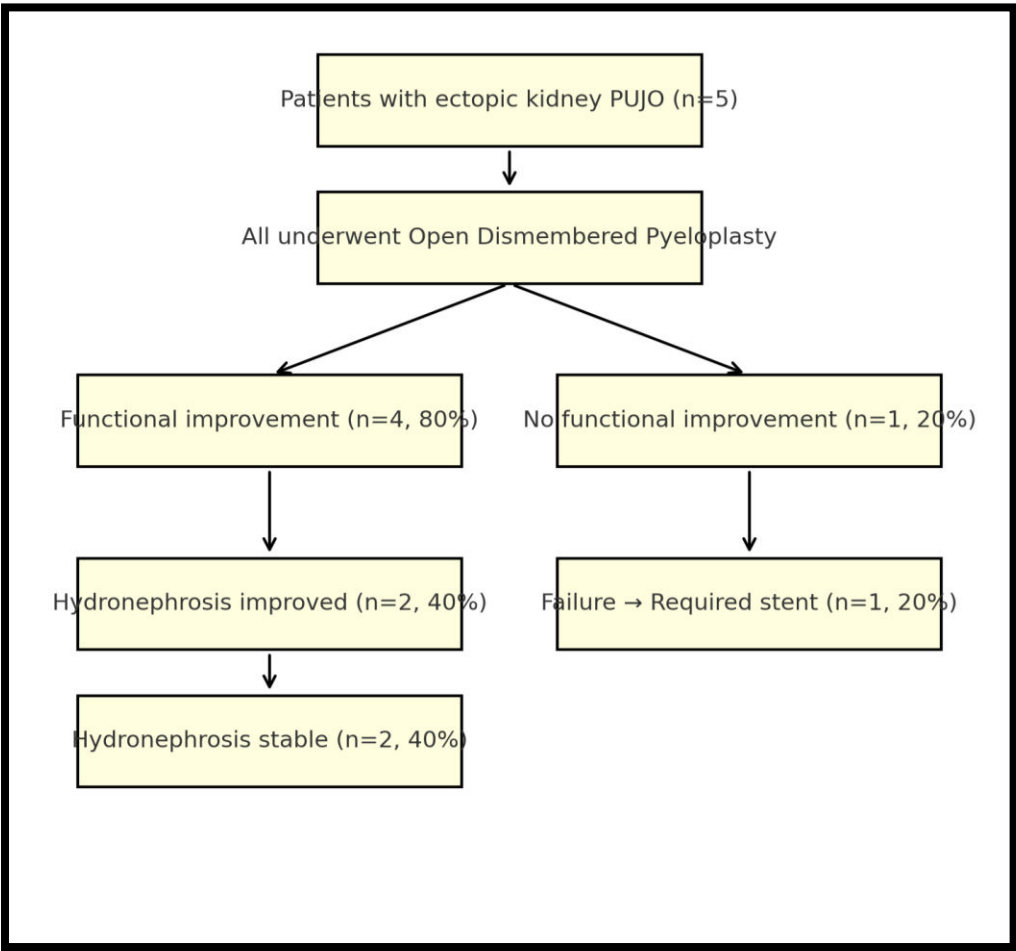 Patients with ectopic kidney PUJO (n=5)
All underwent Open Dismembered Pyeloplasty
Functional improvement (n=4, 80%)
No functional improvement (n=1, 20%)
Hydronephrosis improved (n=2, 40%)
Failure → Required stent (n=1, 20%)
Hydronephrosis stable (n=2, 40%)